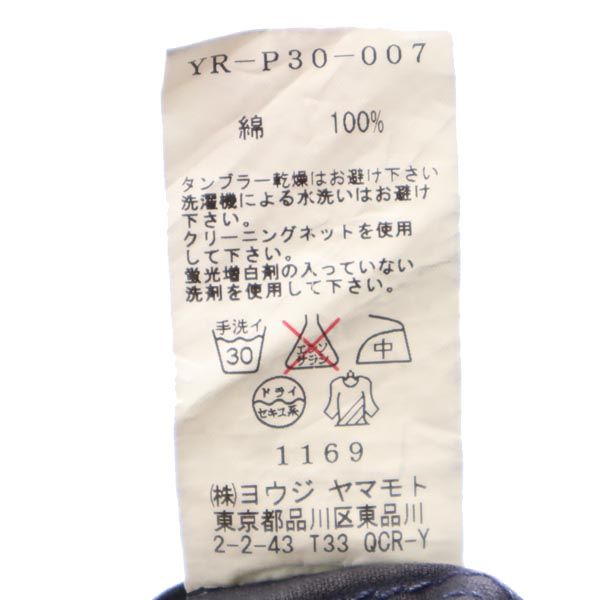 YR-P30-007
綿 100%
タンブラー乾燥はお避け下さい
洗濯機による水洗いはお避け
下さい。
クリーニングネットを使用
して下さい。
蛍光増白剤の入っていない
洗剤を使用して下さい。
手洗イ
30
エンソ
サラシ
中
ドライ
セキユ系
1169
(株)ヨウジ ヤマモト
東京都品川区東品川
2-2-43 T33 QCR-Y